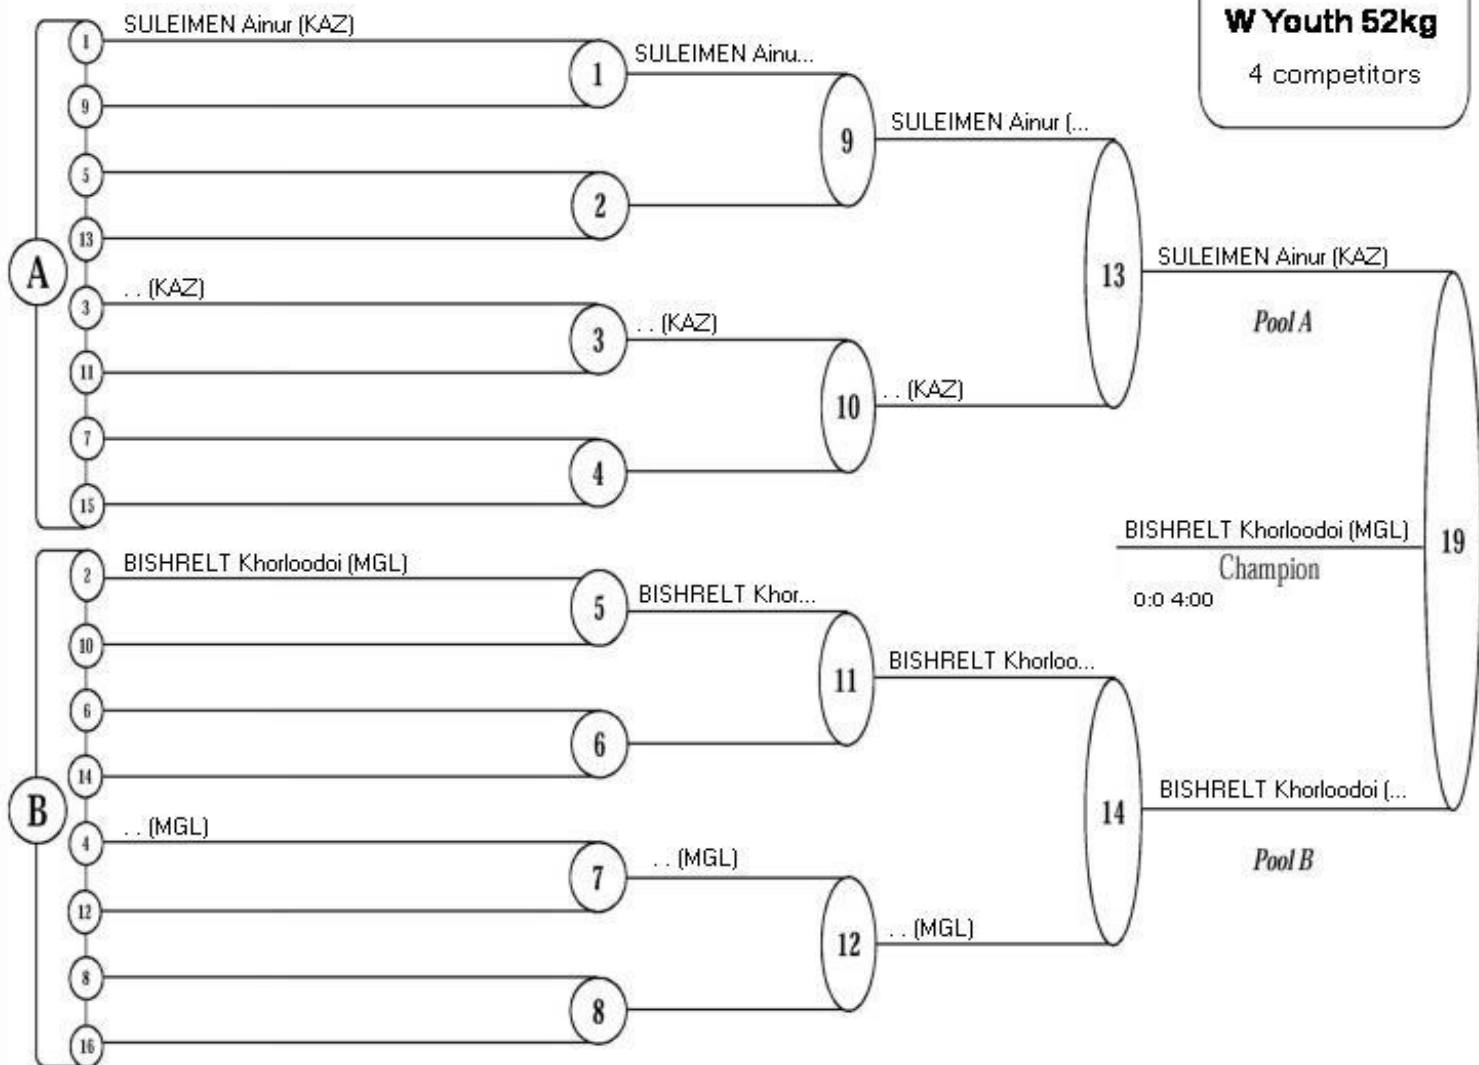 W Youth 52kg
4 competitors
A
1
SULEIMEN Ainur (KAZ)
9
5
13
3
. . (KAZ)
11
7
15
B
2
BISHRELT Khorloodoi (MGL)
10
6
14
4
. . (MGL)
12
8
16
1
SULEIMEN Ainu...
2
3
. . (KAZ)
4
5
BISHRELT Khor...
6
7
. . (MGL)
8
9
SULEIMEN Ainur (...
10
. . (KAZ)
11
BISHRELT Khorloo...
12
. . (MGL)
13
SULEIMEN Ainur (KAZ)
Pool A
14
BISHRELT Khorloodoi (...
Pool B
19
BISHRELT Khorloodoi (MGL)
Champion
0:0 4:00